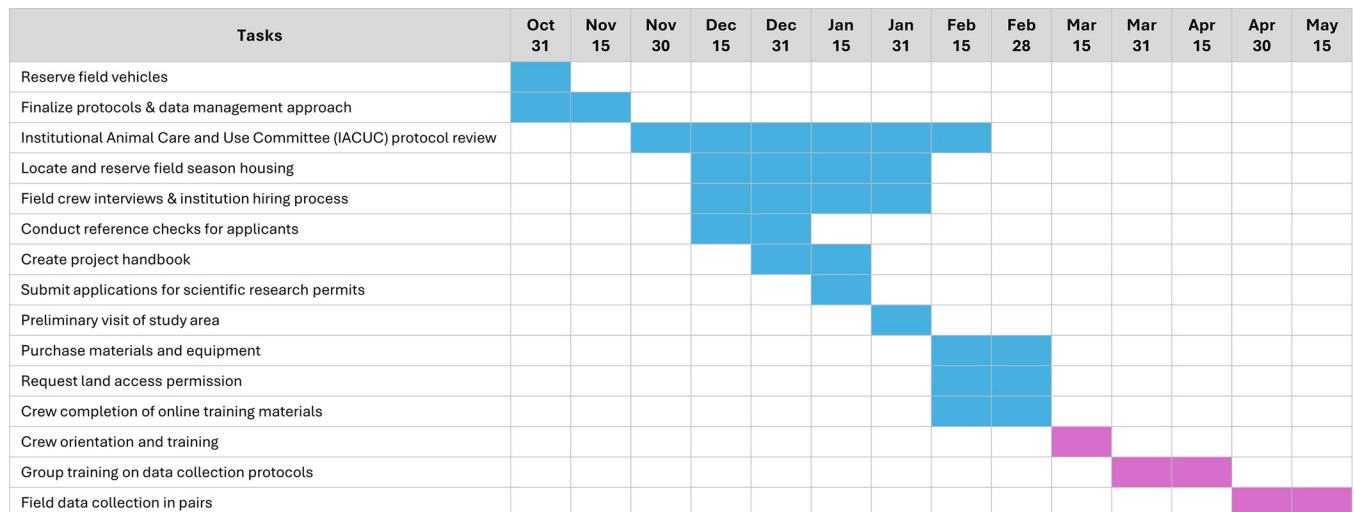 Tasks
Oct 31
Nov 15
Nov 30
Dec 15
Dec 31
Jan 15
Jan 31
Feb 15
Feb 28
Mar 15
Mar 31
Apr 15
Apr 30
May 15
Reserve field vehicles
Finalize protocols & data management approach
Institutional Animal Care and Use Committee (IACUC) protocol review
Locate and reserve field season housing
Field crew interviews & institution hiring process
Conduct reference checks for applicants
Create project handbook
Submit applications for scientific research permits
Preliminary visit of study area
Purchase materials and equipment
Request land access permission
Crew completion of online training materials
Crew orientation and training
Group training on data collection protocols
Field data collection in pairs